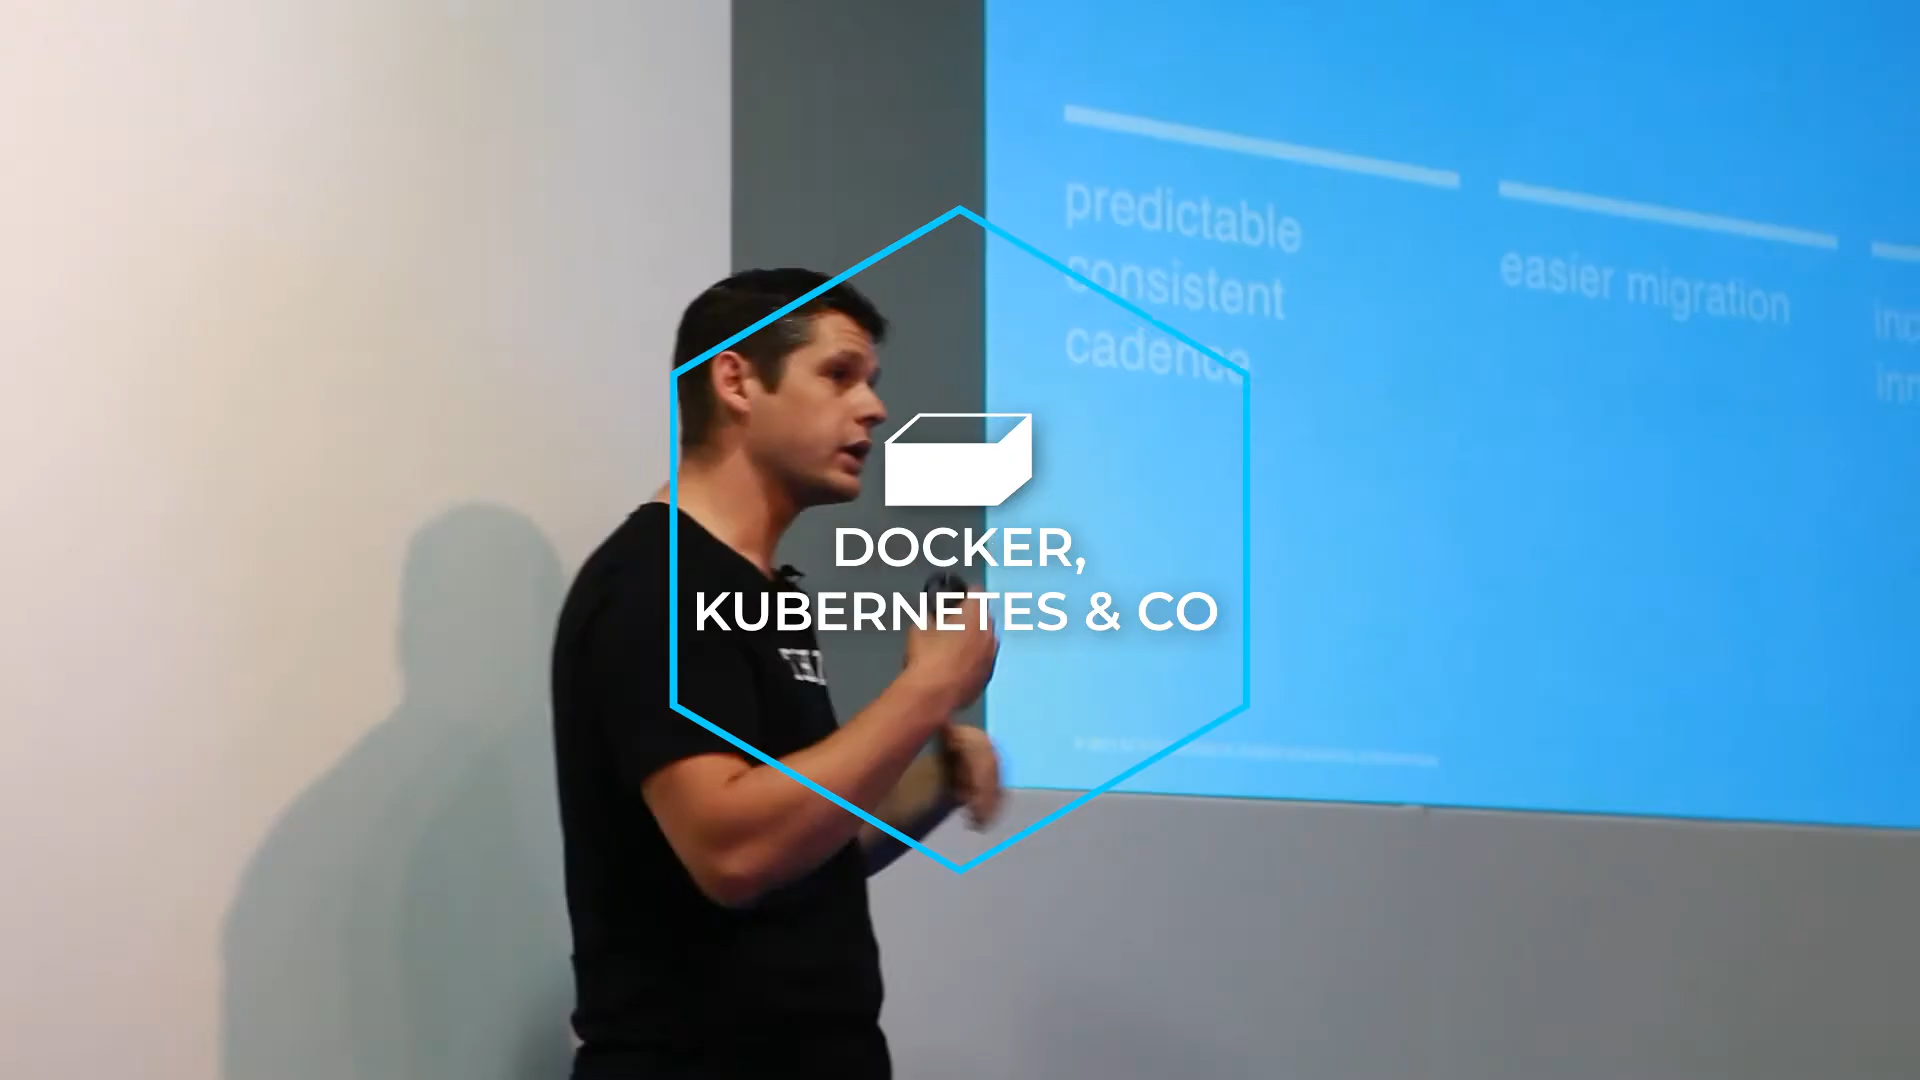 predictable
consistent
cadence
easier migration
DOCKER,
KUBERNETES & CO